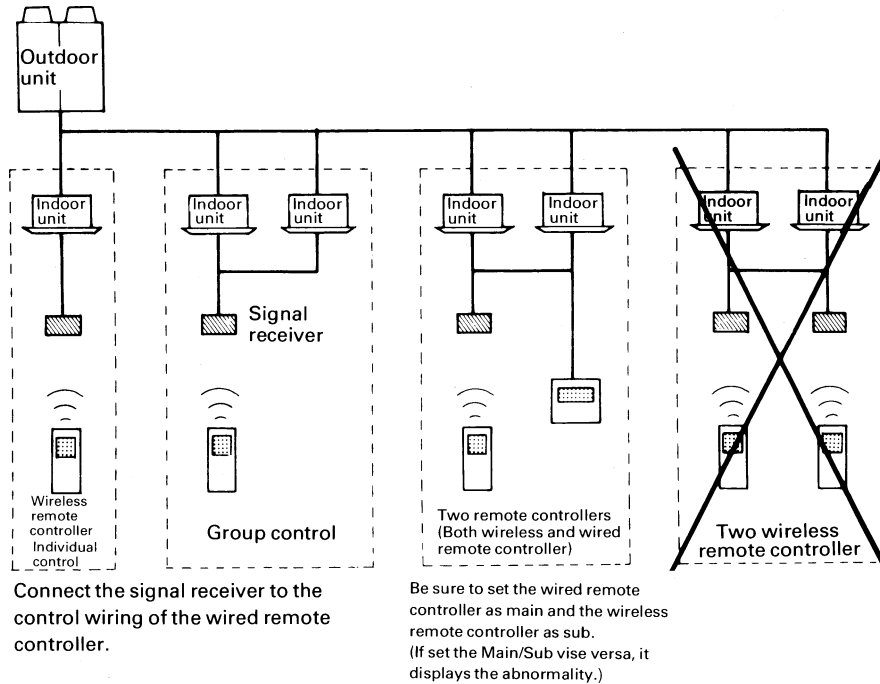 Outdoor
unit
Indoor
unit
Indoor
unit
Indoor
unit
Indoor
unit
Indoor
unit
Indoor
unit
Indoor
unit
Signal
receiver
Wireless
remote
controller
Individual
control
Group control
Two remote controllers
(Both wireless and wired
remote controller)
Two wireless
remote controller
Connect the signal receiver to the
control wiring of the wired remote
controller.
Be sure to set the wired remote
controller as main and the wireless
remote controller as sub.
(If set the Main/Sub vise versa, it
displays the abnormality.)